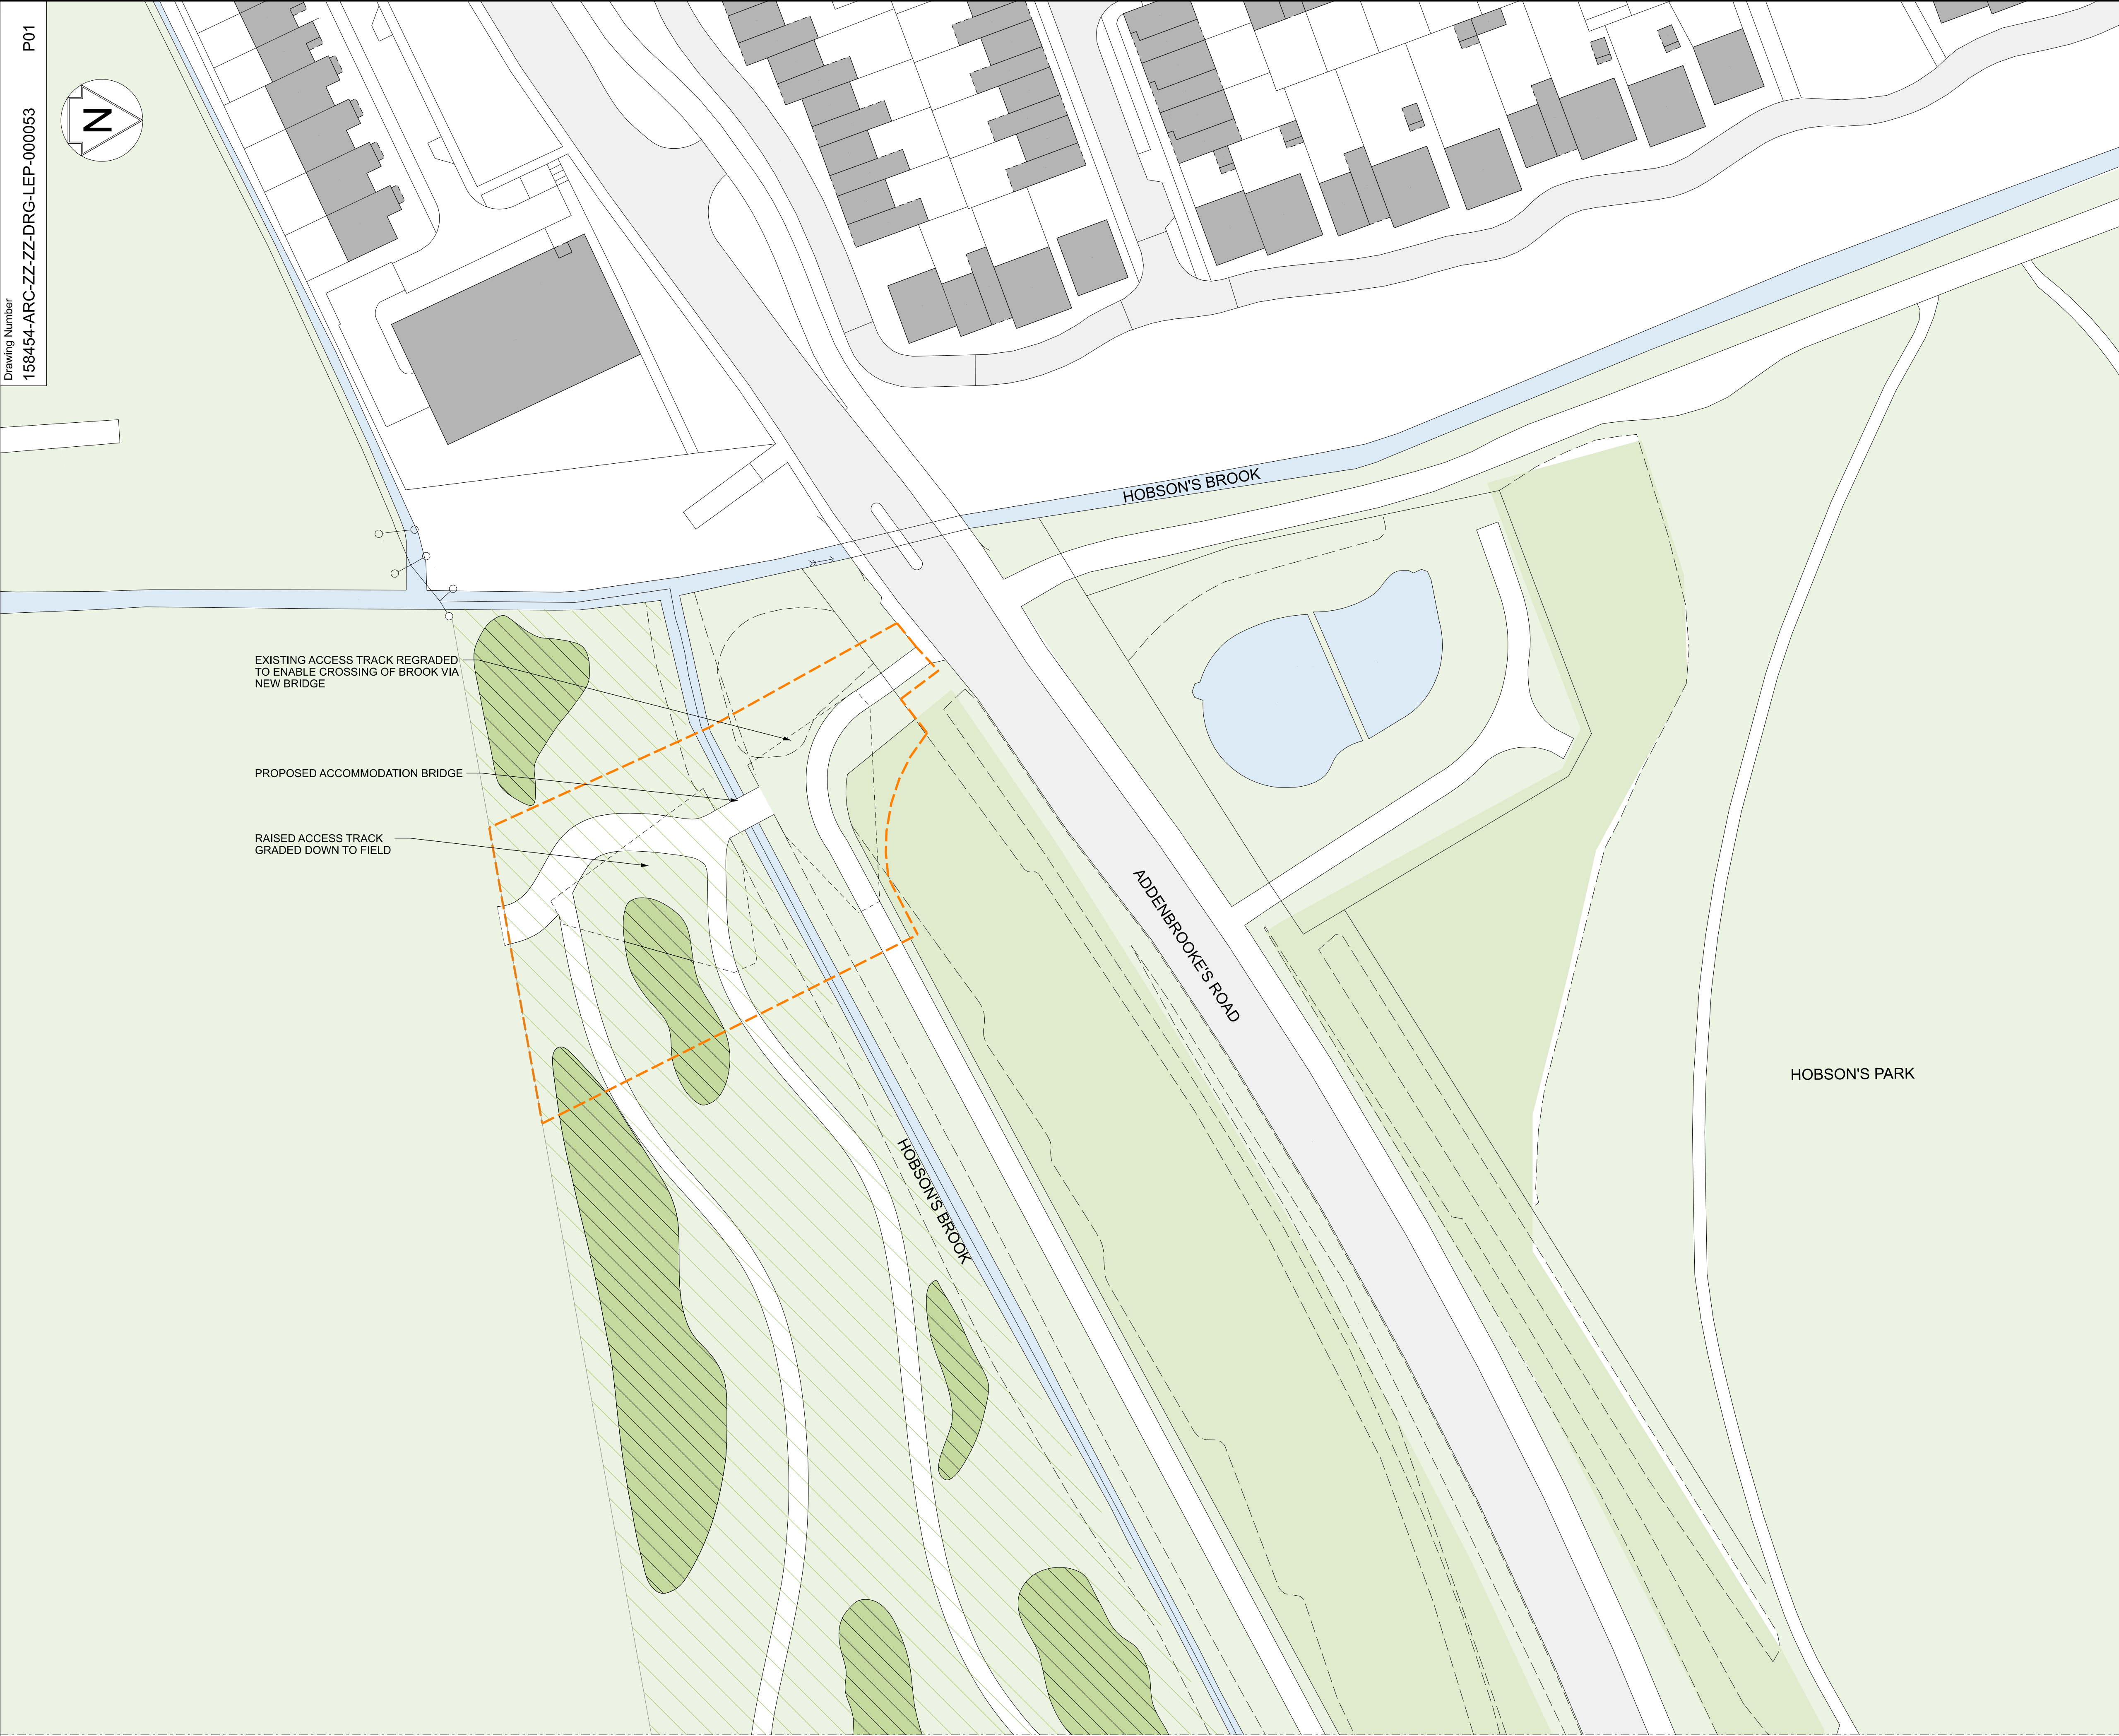 Drawing Number
158454-ARC-ZZ-ZZ-DRG-LEP-000053 P01
N
HOBSON'S BROOK
EXISTING ACCESS TRACK REGRADED
TO ENABLE CROSSING OF BROOK VIA
NEW BRIDGE
PROPOSED ACCOMMODATION BRIDGE
RAISED ACCESS TRACK
GRADED DOWN TO FIELD
ADDENBROOKE'S ROAD
HOBSON'S PARK
HOBSON'S BROOK